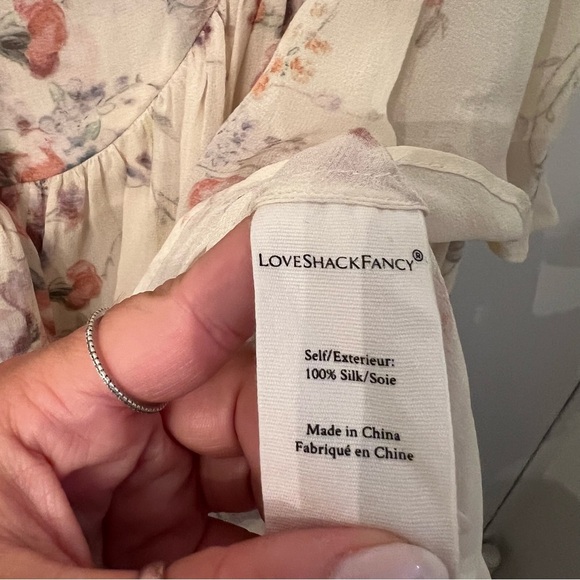 LOVESHACKFANCY®
Self/Exterieur:
100% Silk/Soie
Made in China
Fabriqué en Chine